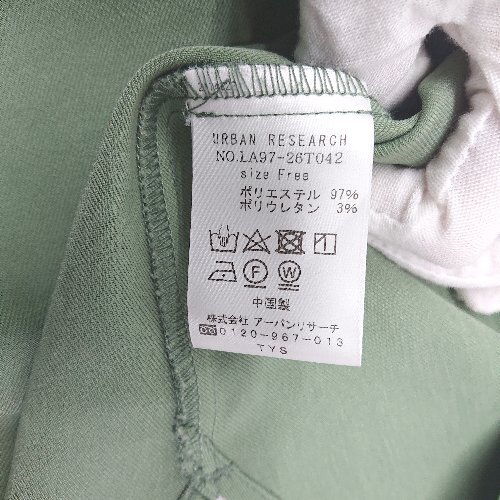 URBAN RESEARCH
NO.LA97-26T042
size Free
ポリエステル 97%
ポリウレタン 3%
F W
中国製
株式会社 アーバンリサーチ
0120-967-013
TYS